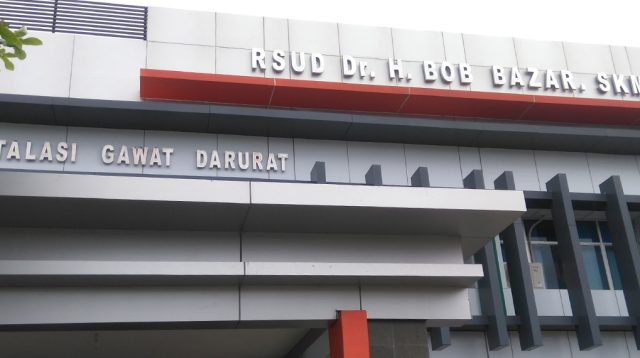 RSUD Dr. H. BOB BAZAR. SKM
TALASI GAWAT DARURAT